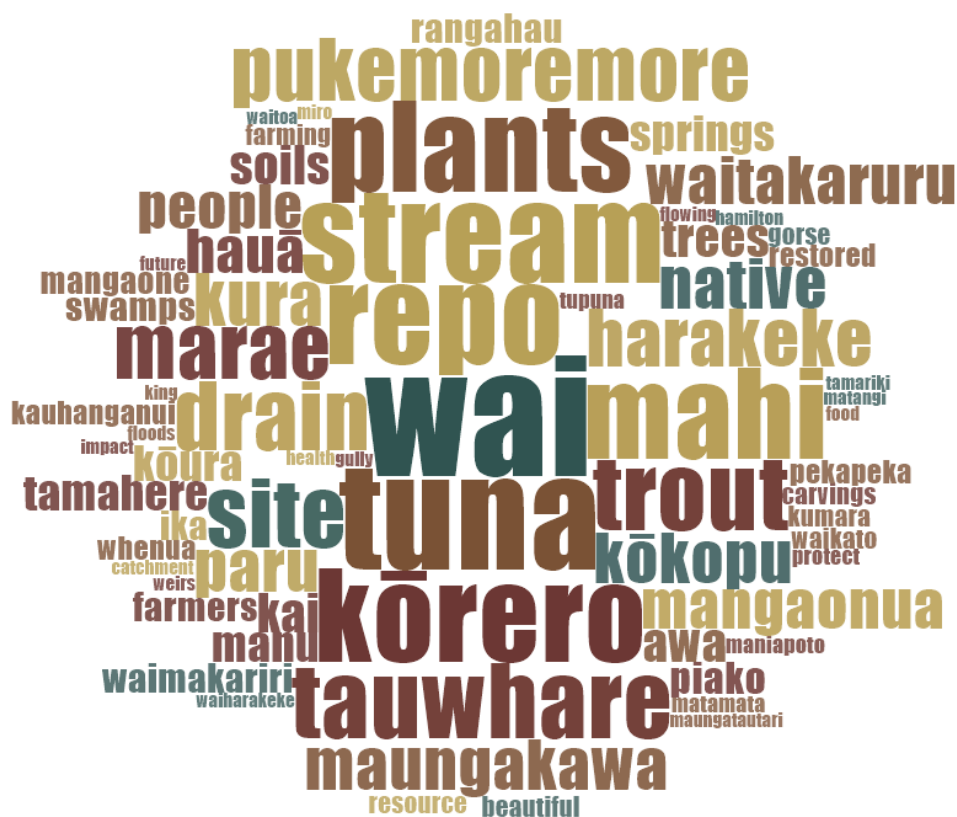 rangahau
pukemoremore
waitoa miro
farming plants springs
soils waitakaruru
people stream flowing hamilton
hauā trees gorse
future restored
mangaone kura repo tupuna native
swamps harakeke
marae
king drain wai mahi tamariki
matangi
kauhanganui food
floods
impact kōura health gully
tamahere site tuna trout pekapeka
carvings
ika kumara
whenua paru kōkopu waikato
catchment protect
weirs
farmers kai kōrero mangaonua
manu awa maniapoto
waimakariri tauwhare piako
waiharakeke matamata
maungatautari
maungakawa
resource beautiful